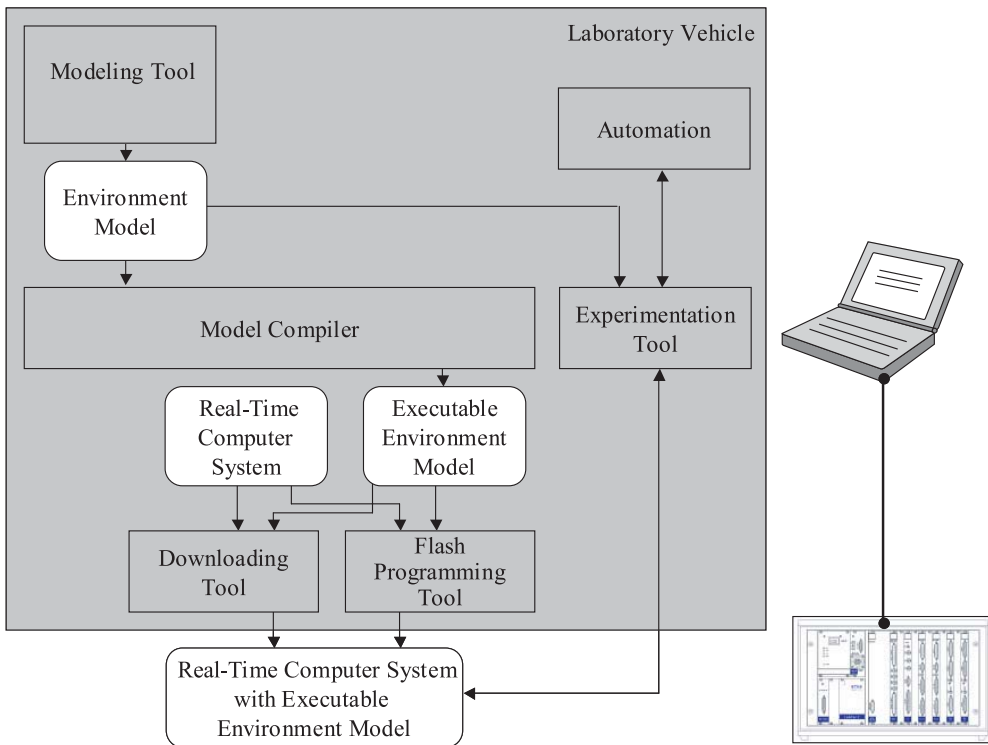 Laboratory Vehicle
Modeling Tool
Automation
Environment
Model
Model Compiler
Experimentation
Tool
Real-Time
Computer
System
Executable
Environment
Model
Downloading
Tool
Flash
Programming
Tool
Real-Time Computer System
with Executable
Environment Model